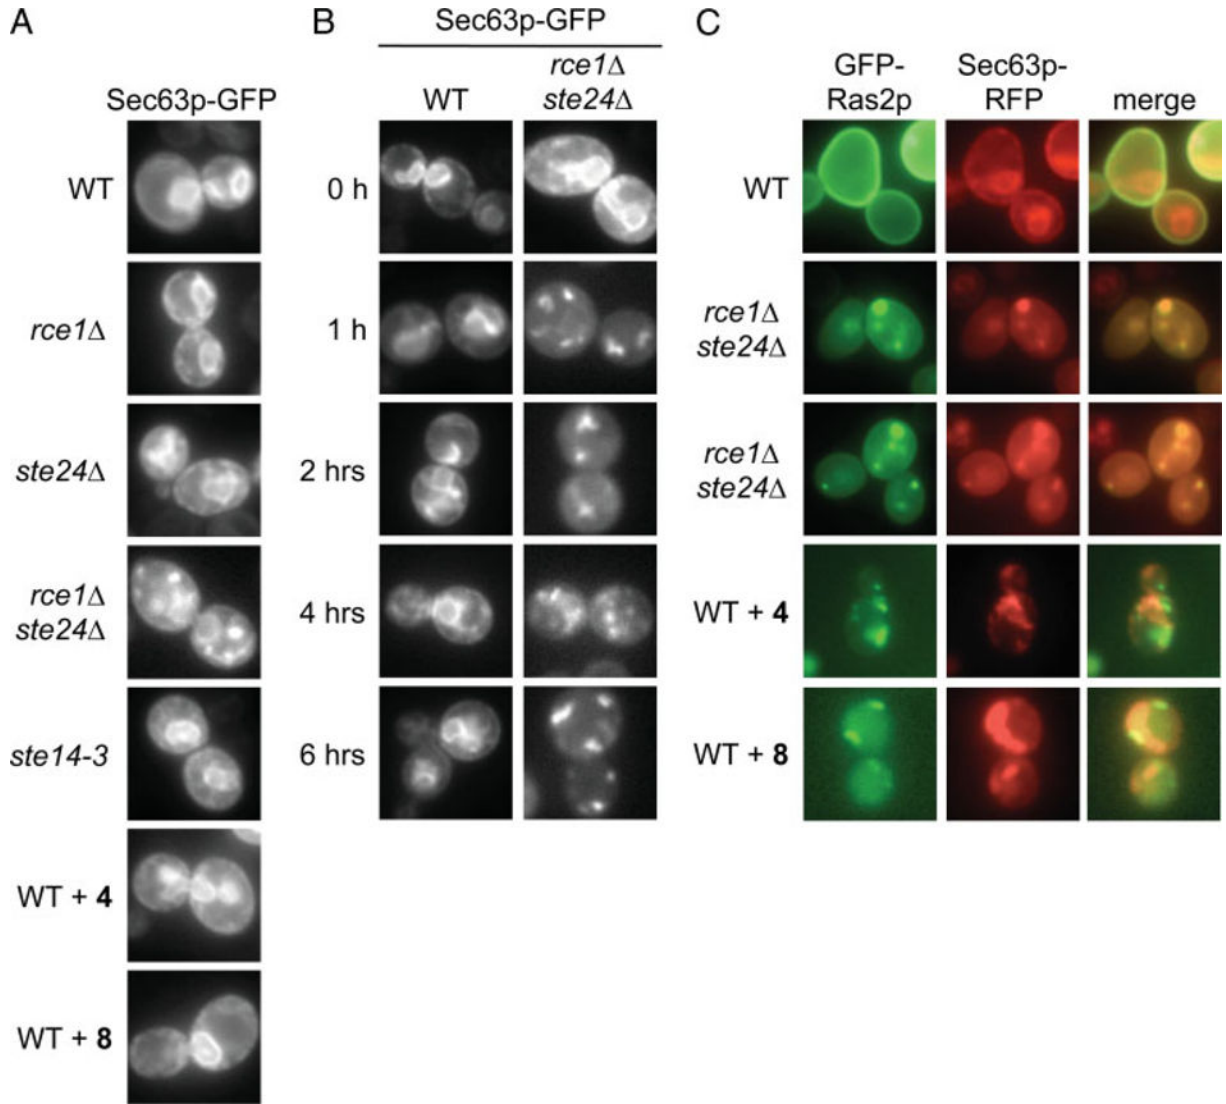 A
Sec63p-GFP
WT
rce1Δ
ste24Δ
rce1Δ
ste24Δ
ste14-3
WT + 4
WT + 8
B
Sec63p-GFP
WT
rce1Δ
ste24Δ
0 h
1 h
2 hrs
4 hrs
6 hrs
C
GFP-
Ras2p
Sec63p-
RFP
merge
WT
rce1Δ
ste24Δ
rce1Δ
ste24Δ
WT + 4
WT + 8